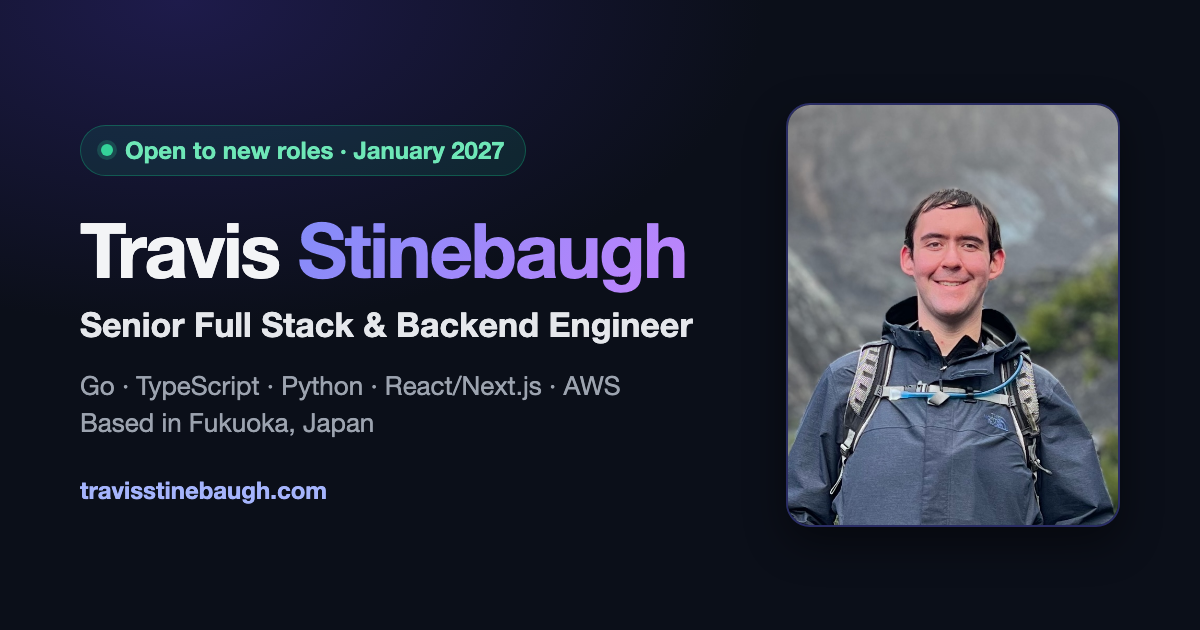 Open to new roles · January 2027
Travis Stinebaugh
Senior Full Stack & Backend Engineer
Go · TypeScript · Python · React/Next.js · AWS
Based in Fukuoka, Japan
travisstinebaugh.com